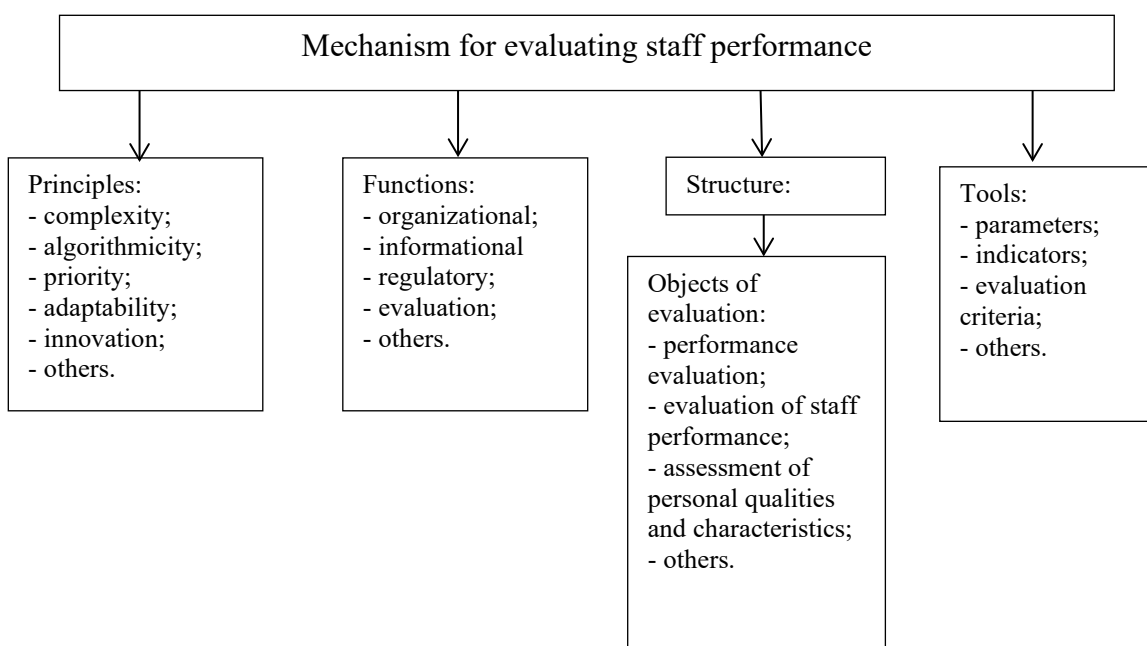 Mechanism for evaluating staff performance
Principles:
- complexity;
- algorithmicity;
- priority;
- adaptability;
- innovation;
- others.
Functions:
- organizational;
- informational
- regulatory;
- evaluation;
- others.
Structure:
Objects of
evaluation:
- performance
evaluation;
- evaluation of staff
performance;
- assessment of
personal qualities
and characteristics;
- others.
Tools:
- parameters;
- indicators;
- evaluation
criteria;
- others.